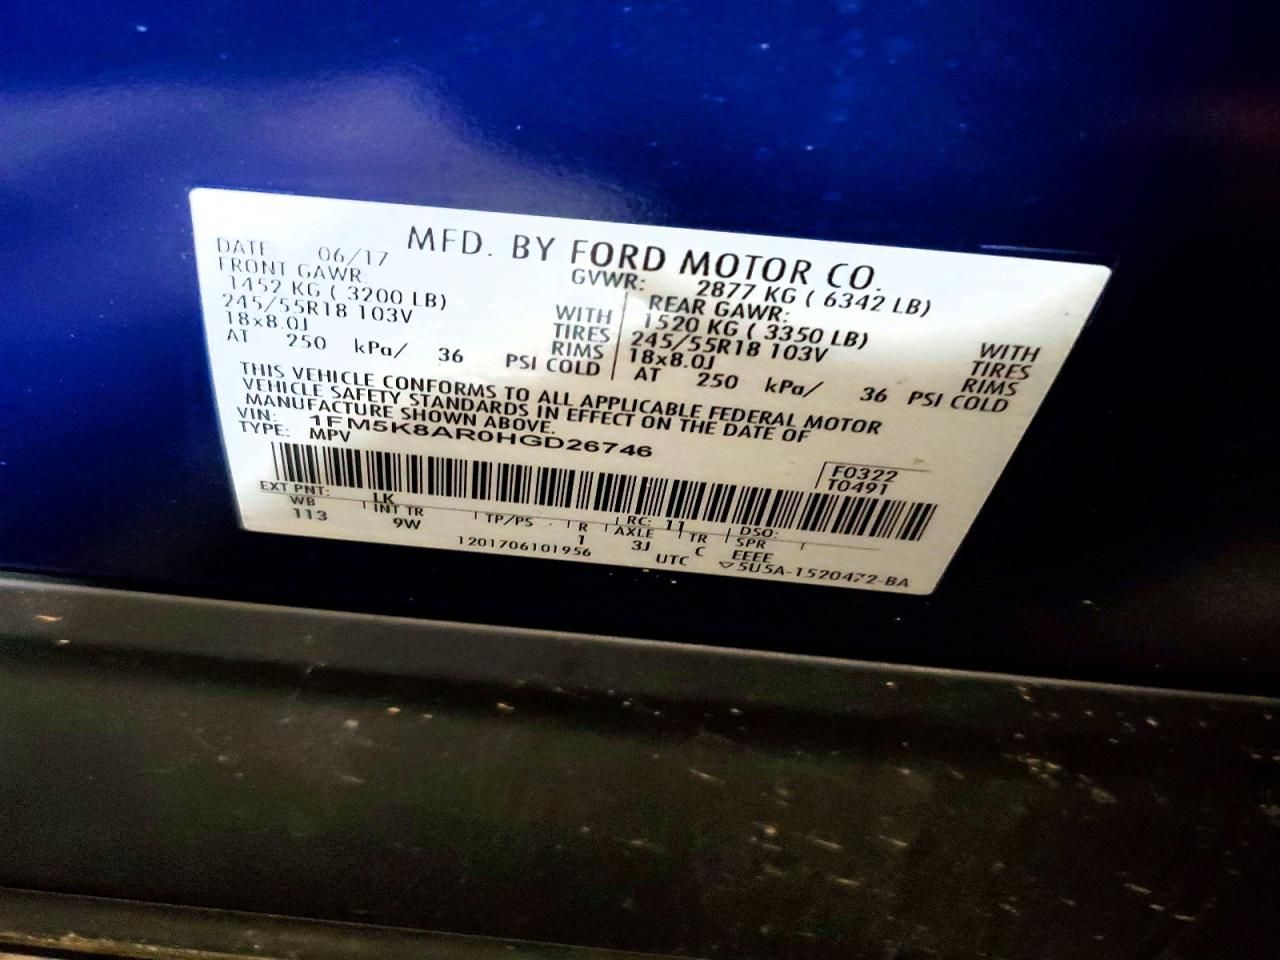 MFD. BY FORD MOTOR CO.
DATE: 06/17 GVWR: 2877 KG ( 6342 LB)
FRONT GAWR: REAR GAWR:
1452 KG ( 3200 LB) WITH 1520 KG ( 3350 LB) WITH
245/55R18 103V TIRES 245/55R18 103V TIRES
18x8.0J RIMS 18x8.0J RIMS
AT 250 kPa/ 36 PSI COLD AT 250 kPa/ 36 PSI COLD
THIS VEHICLE CONFORMS TO ALL APPLICABLE FEDERAL MOTOR
VEHICLE SAFETY STANDARDS IN EFFECT ON THE DATE OF
MANUFACTURE SHOWN ABOVE.
VIN: 1FM5K8AR0HGD26746
TYPE: MPV
F0322
T0491
EXT PNT: LK RC: 11 DSO:
WB INT TR TP/PS R AXLE TR SPR
113 9W 1 3J C EEEE
1201706101956 UTC ▽5U5A-1520472-BA